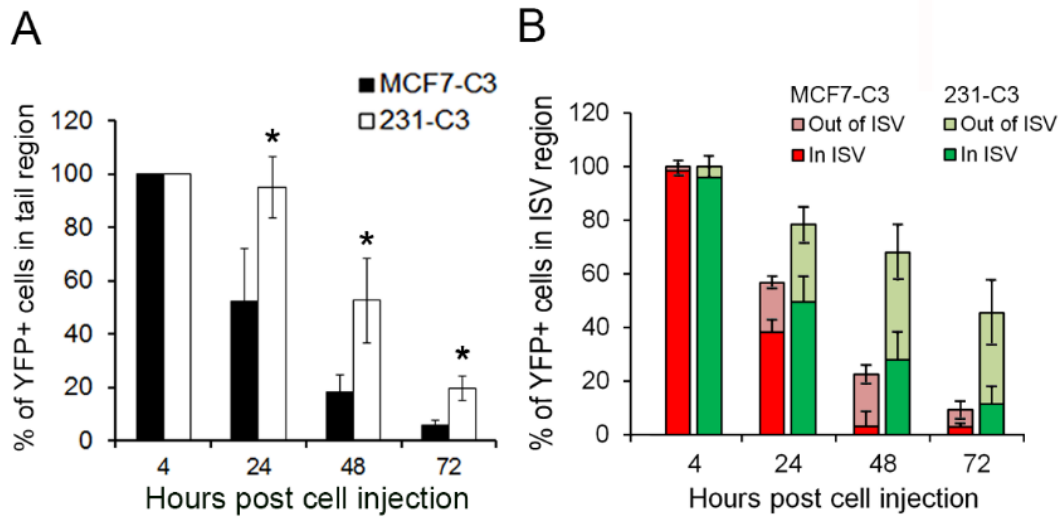 A
MCF7-C3
231-C3
% of YFP+ cells in tail region
120
100
80
60
40
20
0
*
*
*
4 24 48 72
Hours post cell injection
B
MCF7-C3 231-C3
Out of ISV Out of ISV
In ISV In ISV
% of YFP+ cells in ISV region
120
100
80
60
40
20
0
4 24 48 72
Hours post cell injection